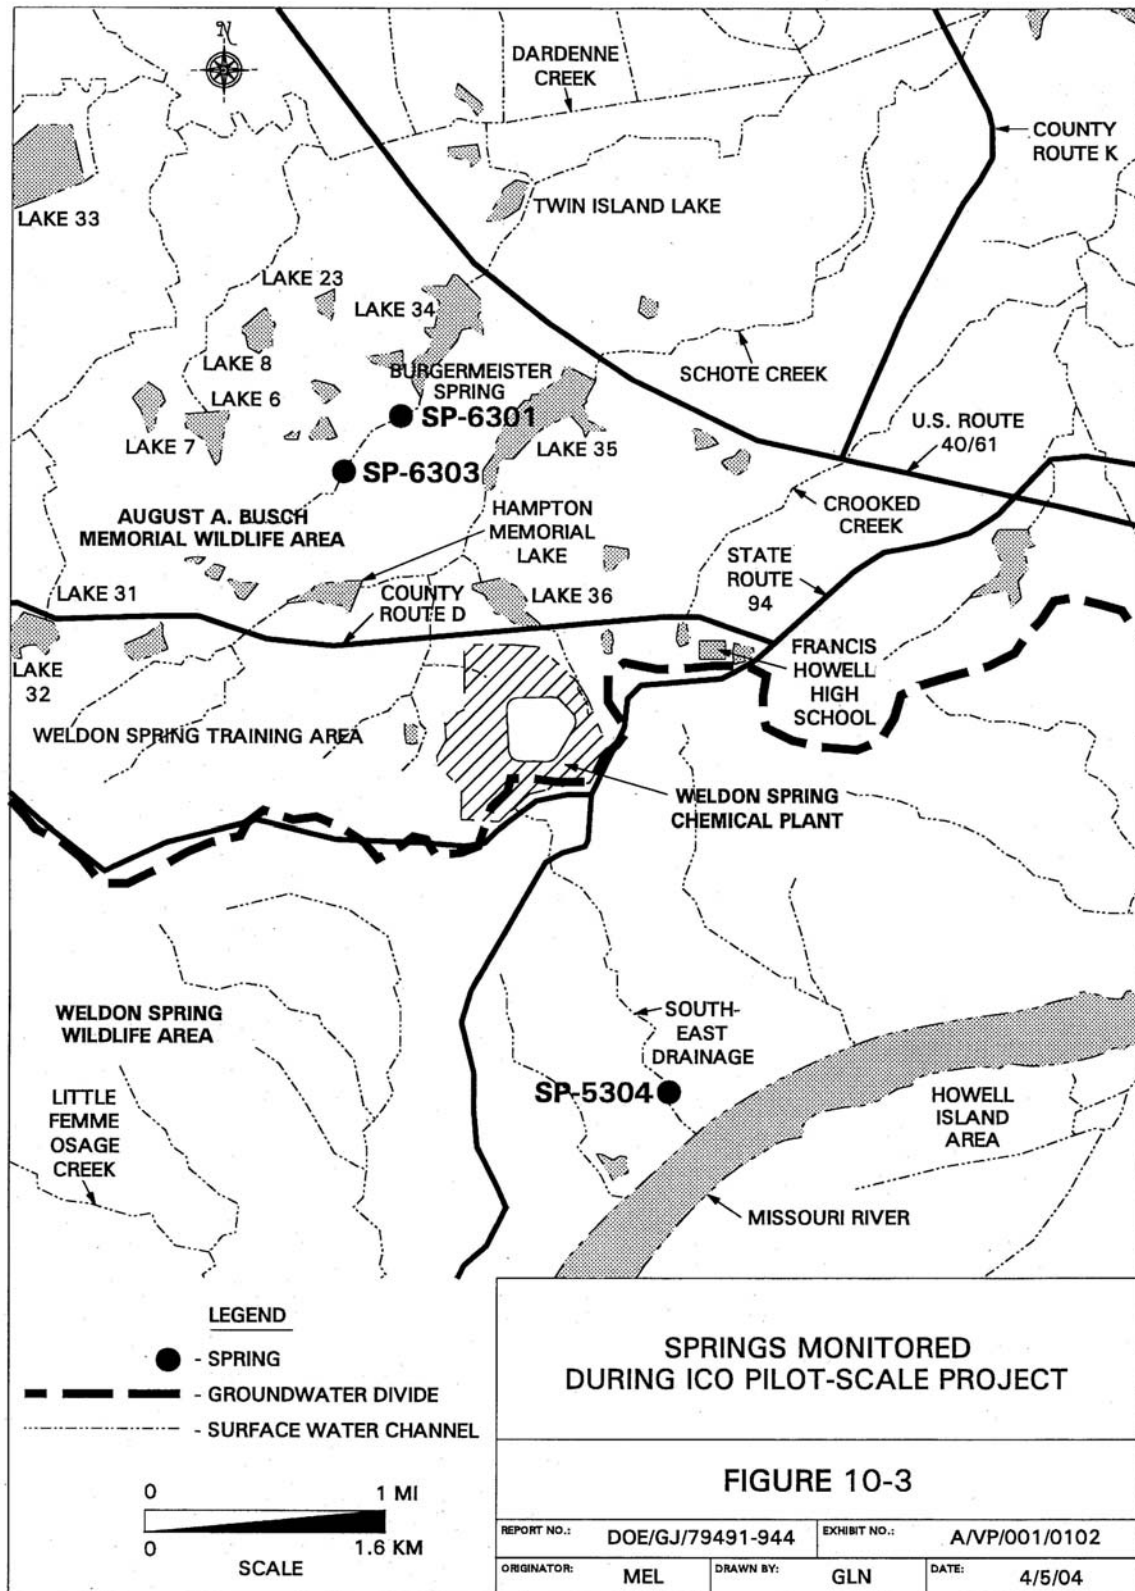 N
DARDENNE
CREEK
COUNTY
ROUTE K
LAKE 33
TWIN ISLAND LAKE
LAKE 23
LAKE 34
LAKE 8
SCHOTE CREEK
BURGERMEISTER
SPRING
LAKE 6
SP-6301
U.S. ROUTE
40/61
LAKE 7
LAKE 35
SP-6303
AUGUST A. BUSCH
MEMORIAL WILDLIFE AREA
HAMPTON
MEMORIAL
LAKE
CROOKED
CREEK
STATE
ROUTE
94
LAKE 31
COUNTY
ROUTE D
LAKE 36
LAKE
32
FRANCIS
HOWELL
HIGH
SCHOOL
WELDON SPRING TRAINING AREA
WELDON SPRING
CHEMICAL PLANT
WELDON SPRING
WILDLIFE AREA
SOUTH-
EAST
DRAINAGE
SP-5304
LITTLE
FEMME
OSAGE
CREEK
HOWELL
ISLAND
AREA
MISSOURI RIVER
LEGEND
- SPRING
- GROUNDWATER DIVIDE
- SURFACE WATER CHANNEL
0 1 MI
0 1.6 KM
SCALE
SPRINGS MONITORED
DURING ICO PILOT-SCALE PROJECT
FIGURE 10-3
REPORT NO.: DOE/GJ/79491-944 EXHIBIT NO.: A/VP/001/0102
ORIGINATOR: MEL DRAWN BY: GLN DATE: 4/5/04